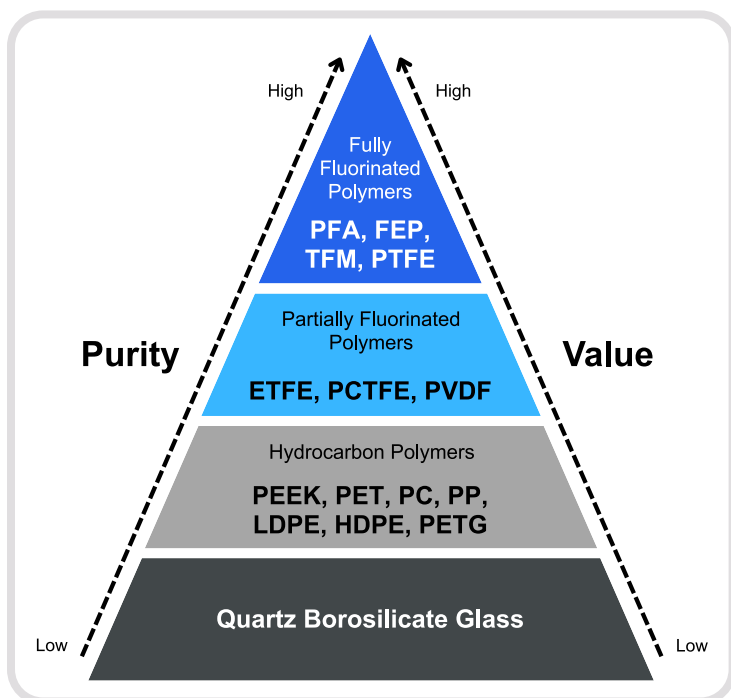 High
High
Fully
Fluorinated
Polymers
PFA, FEP,
TFM, PTFE
Partially Fluorinated
Polymers
Purity
Value
ETFE, PCTFE, PVDF
Hydrocarbon Polymers
PEEK, PET, PC, PP,
LDPE, HDPE, PETG
Quartz Borosilicate Glass
Low
Low